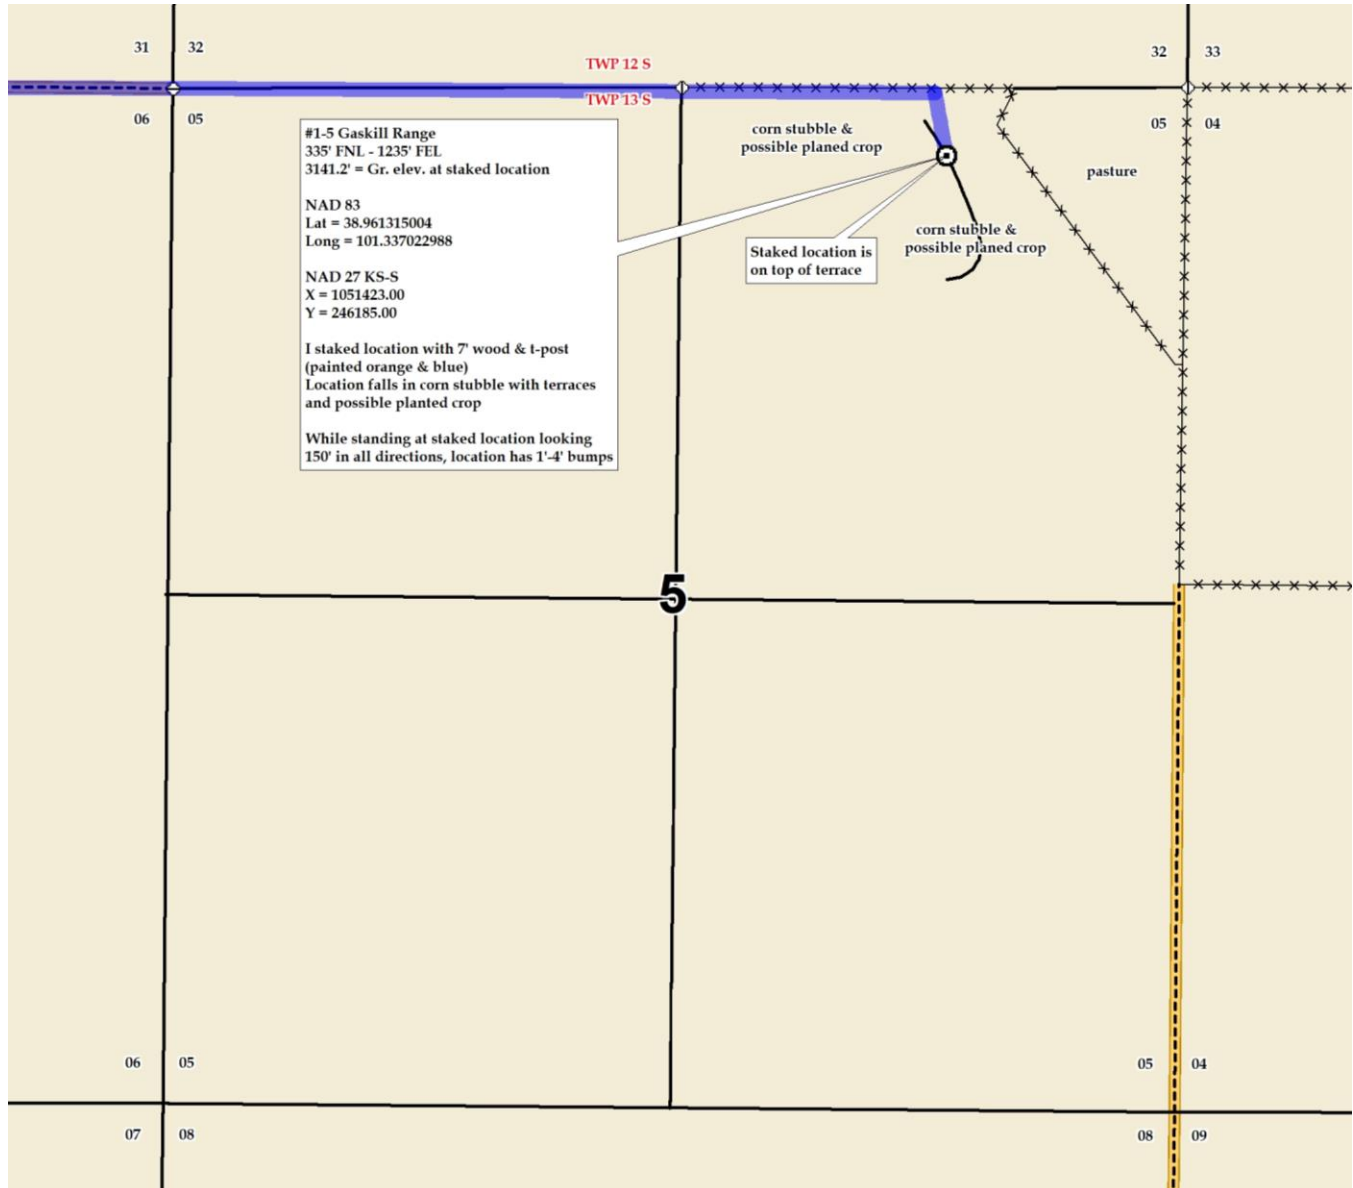 31 32
TWP 12 S
32 33
06 05
TWP 13 S
05 04
#1-5 Gaskill Range
335' FNL - 1235' FEL
3141.2' = Gr. elev. at staked location
NAD 83
Lat = 38.961315004
Long = 101.337022988
NAD 27 KS-S
X = 1051423.00
Y = 246185.00
I staked location with 7' wood & t-post
(painted orange & blue)
Location falls in corn stubble with terraces
and possible planted crop
While standing at staked location looking
150' in all directions, location has 1'-4' bumps
corn stubble &
possible planed crop
pasture
corn stubble &
possible planed crop
Staked location is
on top of terrace
5
06 05
05 04
07 08
08 09